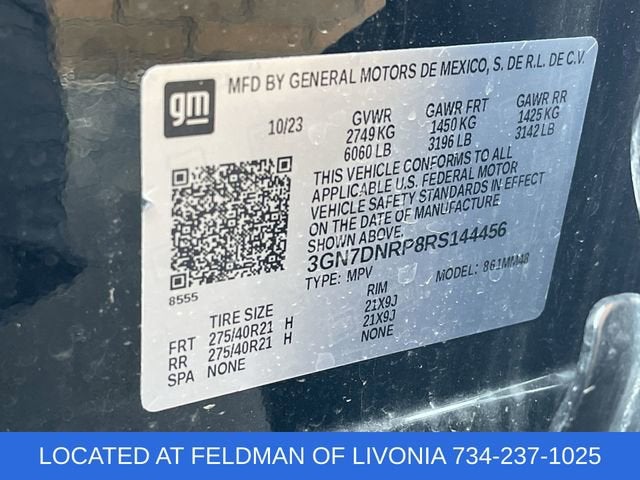 gm
MFD BY GENERAL MOTORS DE MEXICO, S. DE R.L. DE C.V.
10/23 GVWR GAWR FRT GAWR RR
2749 KG 1450 KG 1425 KG
6060 LB 3196 LB 3142 LB
THIS VEHICLE CONFORMS TO ALL
APPLICABLE U.S. FEDERAL MOTOR
VEHICLE SAFETY STANDARDS IN EFFECT
ON THE DATE OF MANUFACTURE
SHOWN ABOVE.
3GN7DNRP8RS144456
TYPE: MPV MODEL: 861MM48
8555
TIRE SIZE RIM
FRT 275/40R21 H 21X9J
RR 275/40R21 H 21X9J
SPA NONE NONE
LOCATED AT FELDMAN OF LIVONIA 734-237-1025